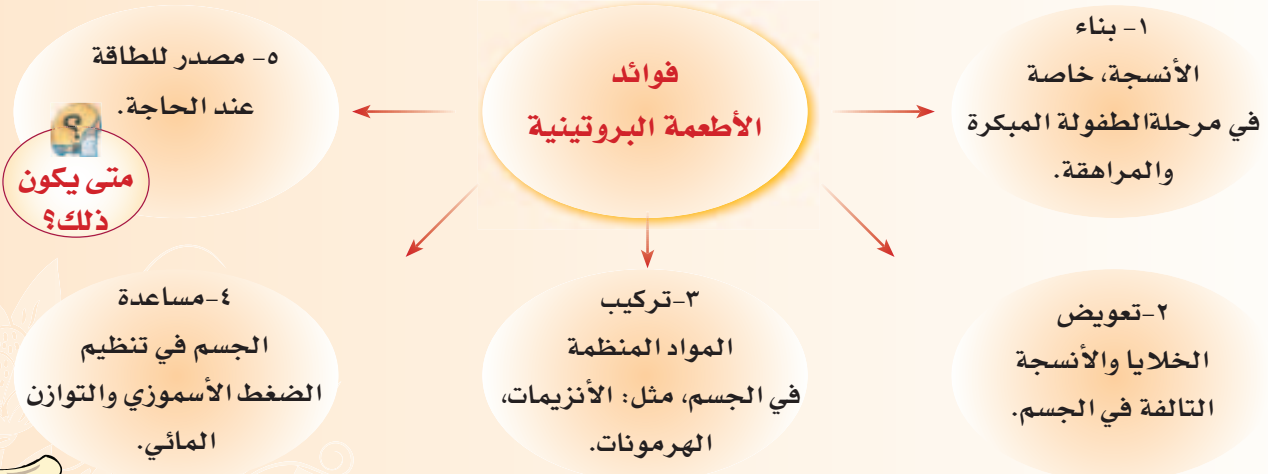 فوائد
الأطعمة البروتينية
١- بناء
الأنسجة، خاصة
في مرحلةالطفولة المبكرة
والمراهقة.
٢-تعويض
الخلايا والأنسجة
التالفة في الجسم.
٣-تركيب
المواد المنظمة
في الجسم، مثل: الأنزيمات،
الهرمونات.
٤-مساعدة
الجسم في تنظيم
الضغط الأسموزي والتوازن
المائي.
٥- مصدر للطاقة
عند الحاجة.
؟
متى يكون
ذلك؟